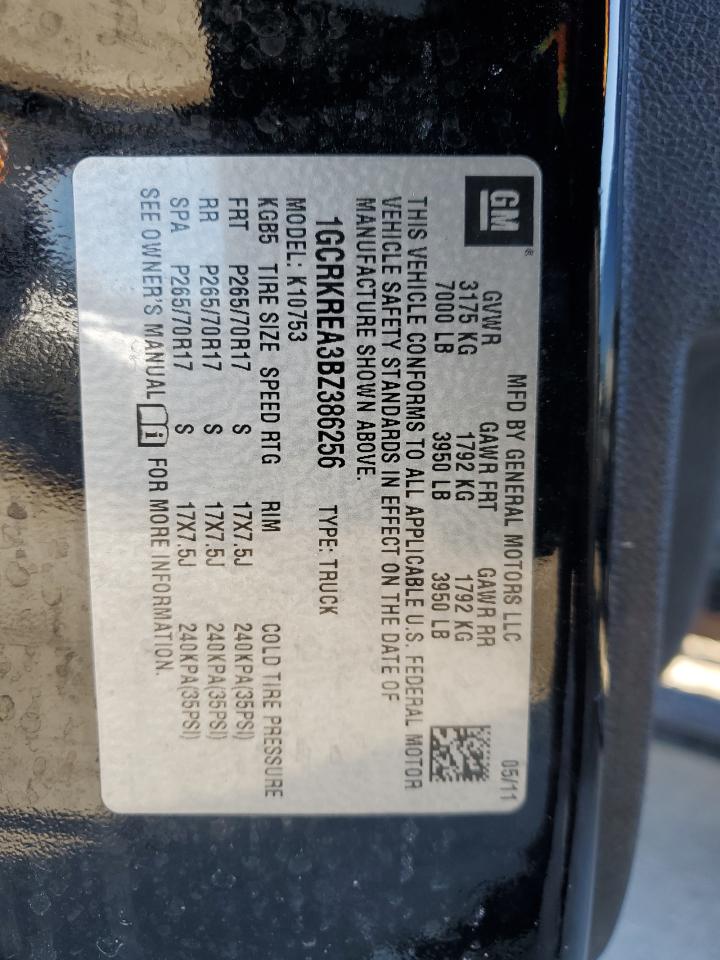 GM®
MFD BY GENERAL MOTORS LLC 05/11
GVWR GAWR FRT GAWR RR
3175 KG 1792 KG 1792 KG
7000 LB 3950 LB 3950 LB
THIS VEHICLE CONFORMS TO ALL APPLICABLE U.S. FEDERAL MOTOR
VEHICLE SAFETY STANDARDS IN EFFECT ON THE DATE OF
MANUFACTURE SHOWN ABOVE.
1GCRKREA3BZ386256 TYPE: TRUCK
MODEL: K10753
KGB5 TIRE SIZE SPEED RTG RIM COLD TIRE PRESSURE
FRT P265/70R17 S 17X7.5J 240KPA(35PSI)
RR P265/70R17 S 17X7.5J 240KPA(35PSI)
SPA P265/70R17 S 17X7.5J 240KPA(35PSI)
SEE OWNER'S MANUAL i FOR MORE INFORMATION.